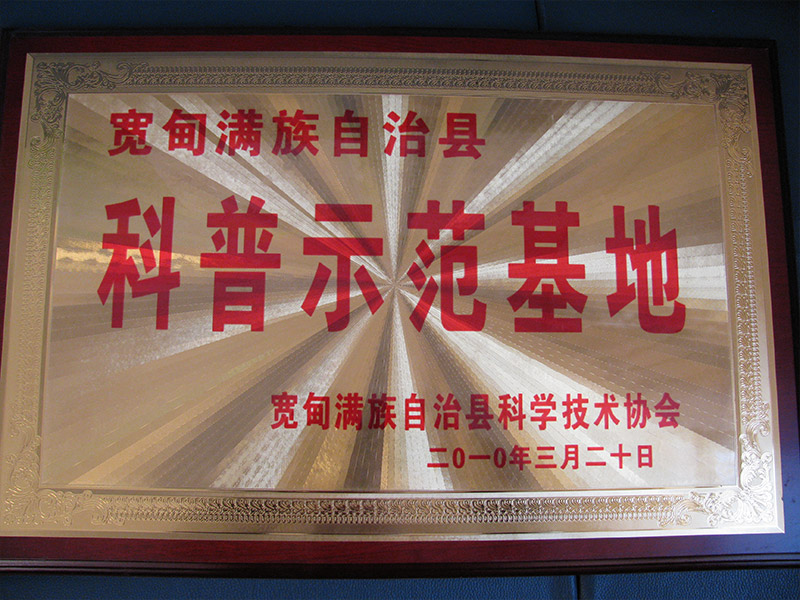 宽甸满族自治县
科普示范基地
宽甸满族自治县科学技术协会
二0一0年三月二十日